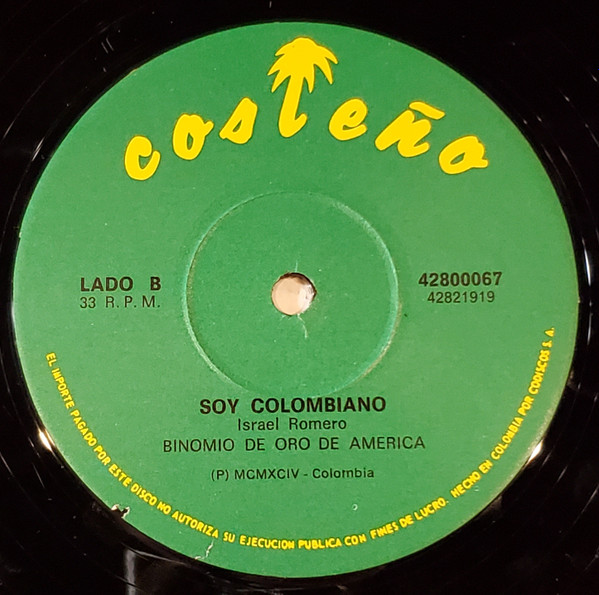 costeño
LADO B
33 R.P.M.
42800067
42821919
SOY COLOMBIANO
Israel Romero
BINOMIO DE ORO DE AMERICA
(P) MCMXCIV - Colombia
EL IMPORTE PAGADO POR ESTE DISCO NO AUTORIZA SU EJECUCION PUBLICA CON FINES DE LUCRO. HECHO EN COLOMBIA POR CODISCOS S.A.